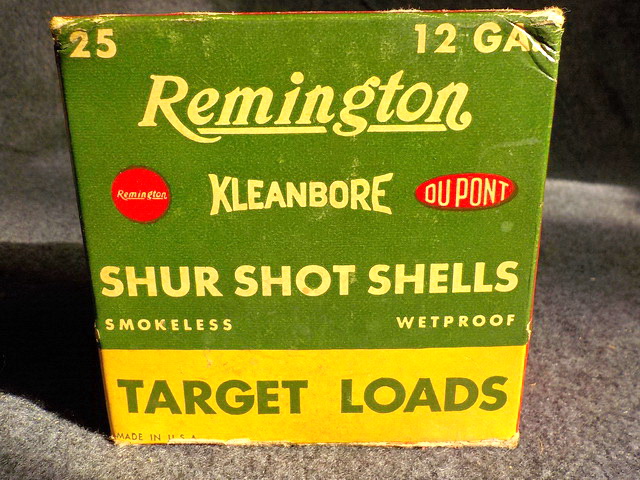 25 12 GA.
Remington
Remington KLEANBORE DU PONT
SHUR SHOT SHELLS
SMOKELESS WETPROOF
TARGET LOADS
MADE IN U.S.A.